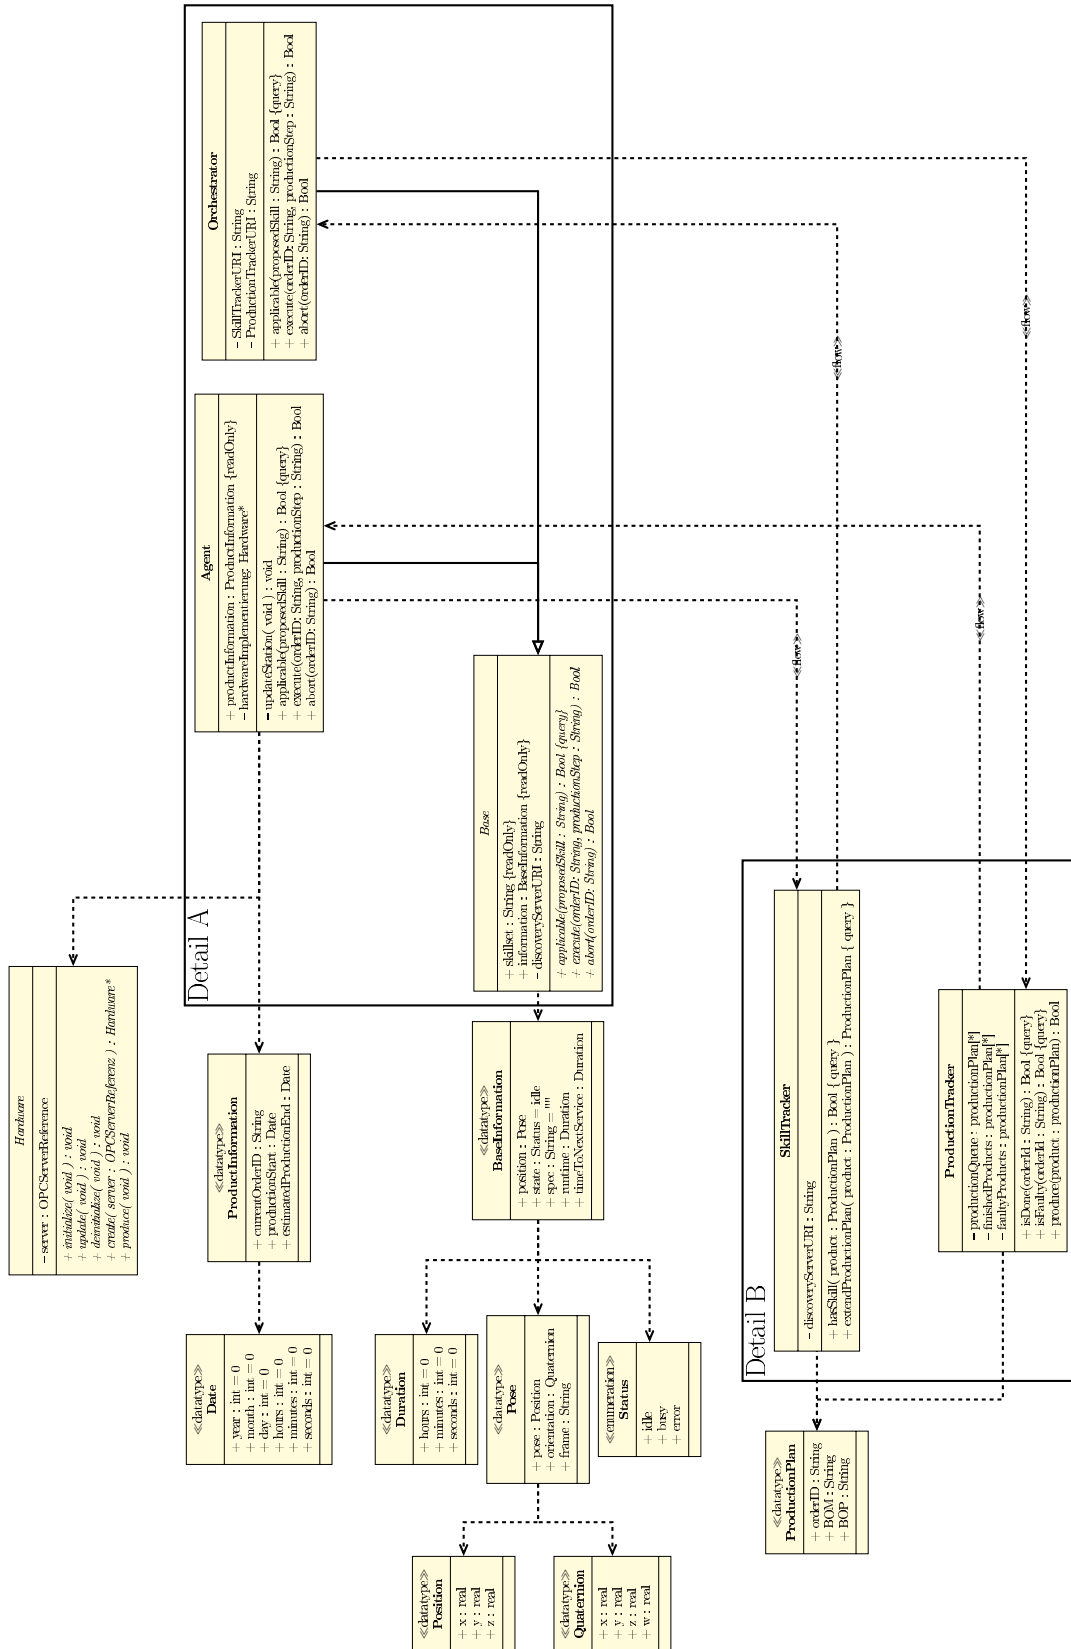 Hardware
− server : OPCServerReference
+ initialize( void ) : void
+ update( void ) : void
+ deinitialize( void ) : void
+ create( server : OPCServerReferenz ) : Hardware*
+ produce( void ) : void
Detail A
Agent
+ productInformation : ProductInformation {readOnly}
− hardwareImplementierung: Hardware*
− updateStation( void ) : void
+ applicable(proposedSkill : String) : Bool {query}
+ execute(orderID: String, productionStep : String) : Bool
+ abort(orderID: String) : Bool
Orchestrator
− SkillTrackerURI : String
− ProductionTrackerURI : String
+ applicable(proposedSkill : String) : Bool {query}
+ execute(orderID: String, productionStep : String) : Bool
+ abort(orderID: String) : Bool
Base
+ skillset : String {readOnly}
+ information : BaseInformation {readOnly}
− discoveryServerURI : String
+ applicable(proposedSkill : String) : Bool {query}
+ execute(orderID: String, productionStep : String) : Bool
+ abort(orderID: String) : Bool
≪datatype≫
Date
+ year : int = 0
+ month : int = 0
+ day : int = 0
+ hours : int = 0
+ minutes : int = 0
+ seconds : int = 0
≪datatype≫
ProductInformation
+ currentOrderID : String
+ productionStart : Date
+ estimatedProductionEnd : Date
≪datatype≫
Duration
+ hours : int = 0
+ minutes : int = 0
+ seconds : int = 0
≪datatype≫
BaseInformation
+ position : Pose
+ state : Status = idle
+ spec : String = ""
+ runtime : Duration
+ timeToNextService : Duration
≪datatype≫
Pose
+ pose : Position
+ orientation : Quaternion
+ frame : String
≪enumeration≫
Status
+ idle
+ busy
+ error
≪datatype≫
Position
+ x : real
+ y : real
+ z : real
≪datatype≫
Quaternion
+ x : real
+ y : real
+ z : real
+ w : real
≪flow≫
≪flow≫
≪flow≫
≪flow≫
Detail B
SkillTracker
− discoveryServerURI : String
+ hasSkill( product : ProductionPlan ) : Bool { query }
+ extendProductionPlan( product : ProductionPlan ) : ProductionPlan { query }
≪datatype≫
ProductionPlan
+ orderID : String
+ BOM : String
+ BOP : String
ProductionTracker
− productionQueue : productionPlan[*]
− finishedProducts : productionPlan[*]
− faultyProducts : productionPlan[*]
+ isDone(orderId : String) : Bool {query}
+ isFaulty(orderId : String) : Bool {query}
+ produce(product : productionPlan) : Bool